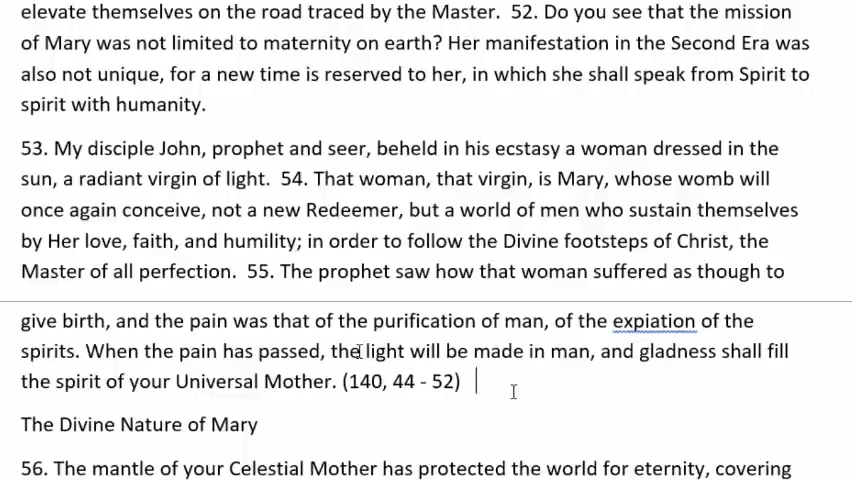 elevate themselves on the road traced by the Master.  52. Do you see that the mission
of Mary was not limited to maternity on earth? Her manifestation in the Second Era was
also not unique, for a new time is reserved to her, in which she shall speak from Spirit to
spirit with humanity.
53. My disciple John, prophet and seer, beheld in his ecstasy a woman dressed in the
sun, a radiant virgin of light.  54. That woman, that virgin, is Mary, whose womb will
once again conceive, not a new Redeemer, but a world of men who sustain themselves
by Her love, faith, and humility; in order to follow the Divine footsteps of Christ, the
Master of all perfection.  55. The prophet saw how that woman suffered as though to
give birth, and the pain was that of the purification of man, of the expiation of the
spirits. When the pain has passed, the light will be made in man, and gladness shall fill
the spirit of your Universal Mother. (140, 44 - 52)
The Divine Nature of Mary
56. The mantle of your Celestial Mother has protected the world for eternity, covering